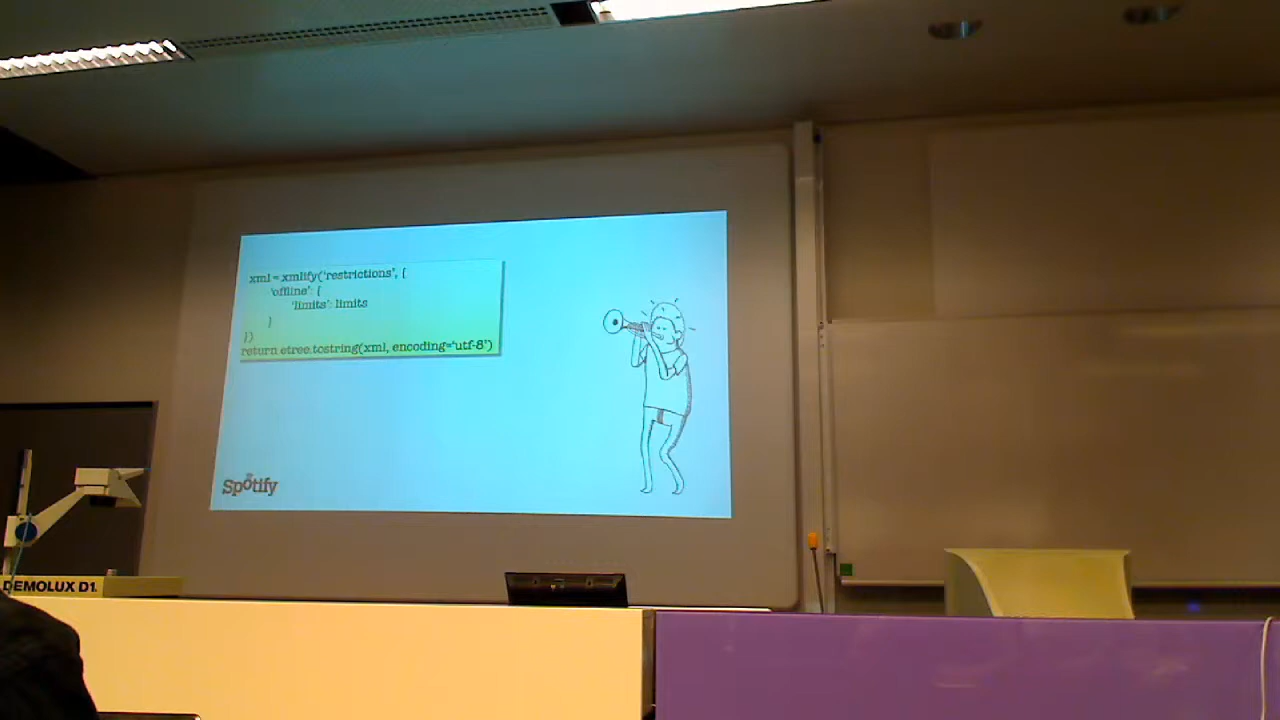 xml = xmlify('restrictions', {
'offline': {
'limits': limits
}
})
return etree.tostring(xml, encoding='utf-8')
Spotify
DEMOLUX D1